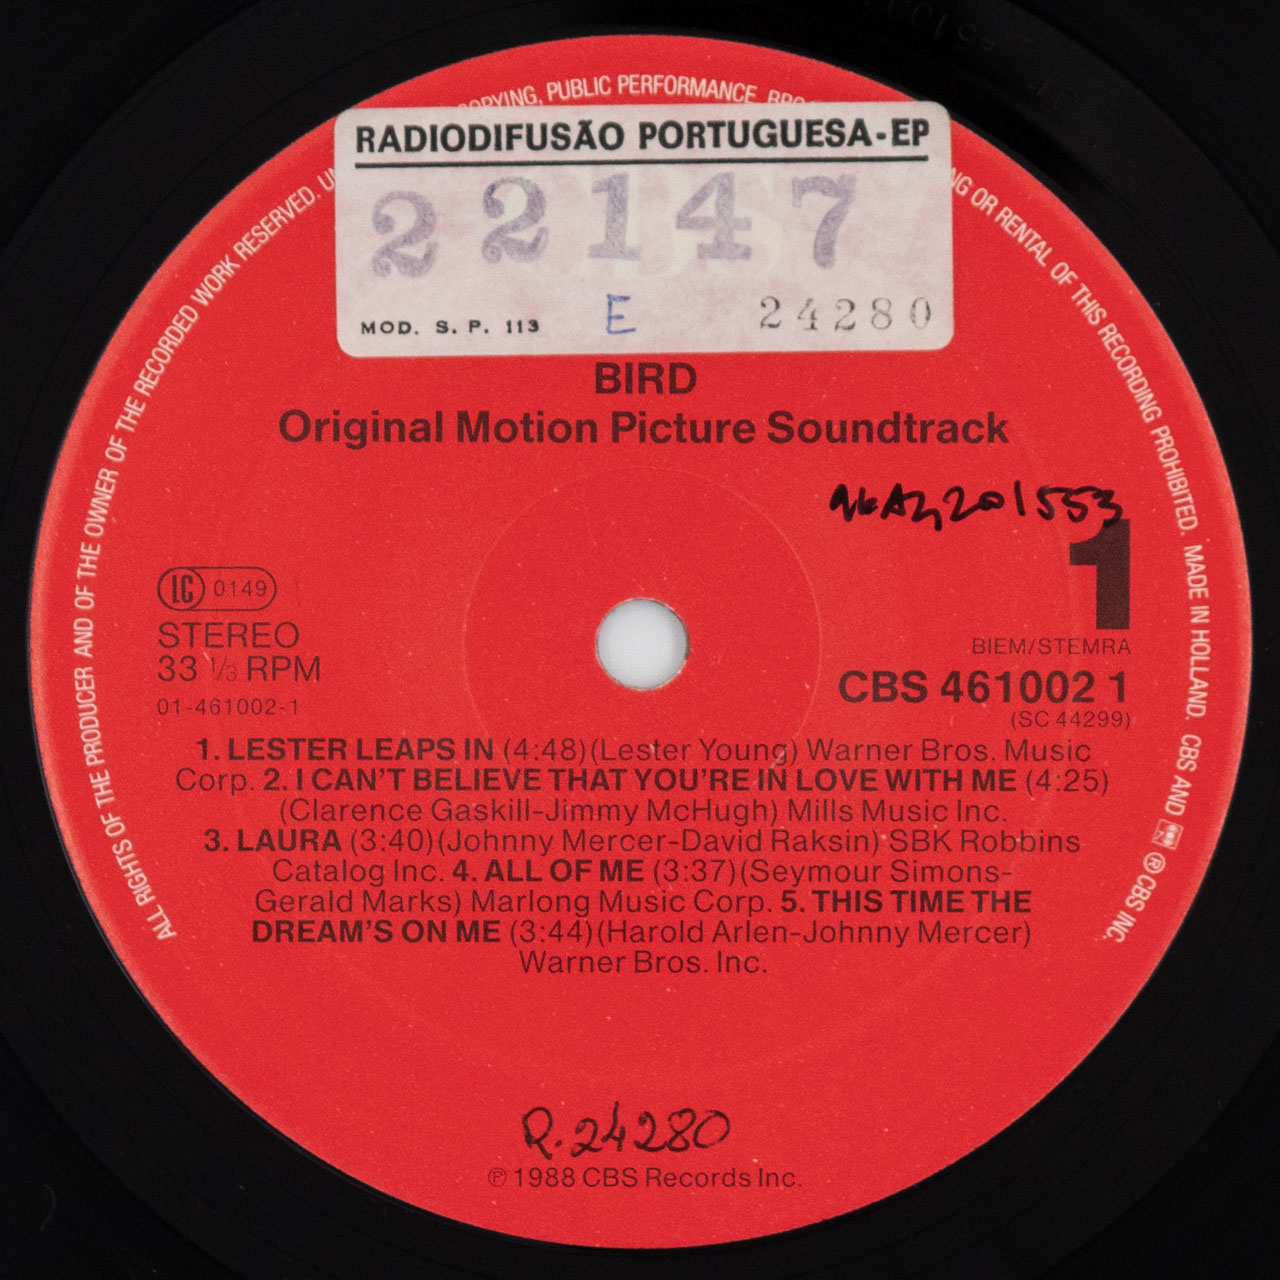 RADIODIFUSÃO PORTUGUESA-EP
22147
MOD. S. P. 113 E 24280
BIRD
Original Motion Picture Soundtrack
201553
1
LC 0149
STEREO
33 1/3 RPM
01-461002-1
BIEM/STEMRA
CBS 461002 1
(SC 44299)
1. LESTER LEAPS IN (4:48)(Lester Young) Warner Bros. Music
Corp. 2. I CAN'T BELIEVE THAT YOU'RE IN LOVE WITH ME (4:25)
(Clarence Gaskill-Jimmy McHugh) Mills Music Inc.
3. LAURA (3:40)(Johnny Mercer-David Raksin) SBK Robbins
Catalog Inc. 4. ALL OF ME (3:37)(Seymour Simons-
Gerald Marks) Marlong Music Corp. 5. THIS TIME THE
DREAM'S ON ME (3:44)(Harold Arlen-Johnny Mercer)
Warner Bros. Inc.
R. 24280
℗ 1988 CBS Records Inc.
ALL RIGHTS OF THE PRODUCER AND OF THE OWNER OF THE RECORDED WORK RESERVED. COPYING, PUBLIC PERFORMANCE OR RENTAL OF THIS RECORDING PROHIBITED. MADE IN HOLLAND. CBS AND ® CBS INC.